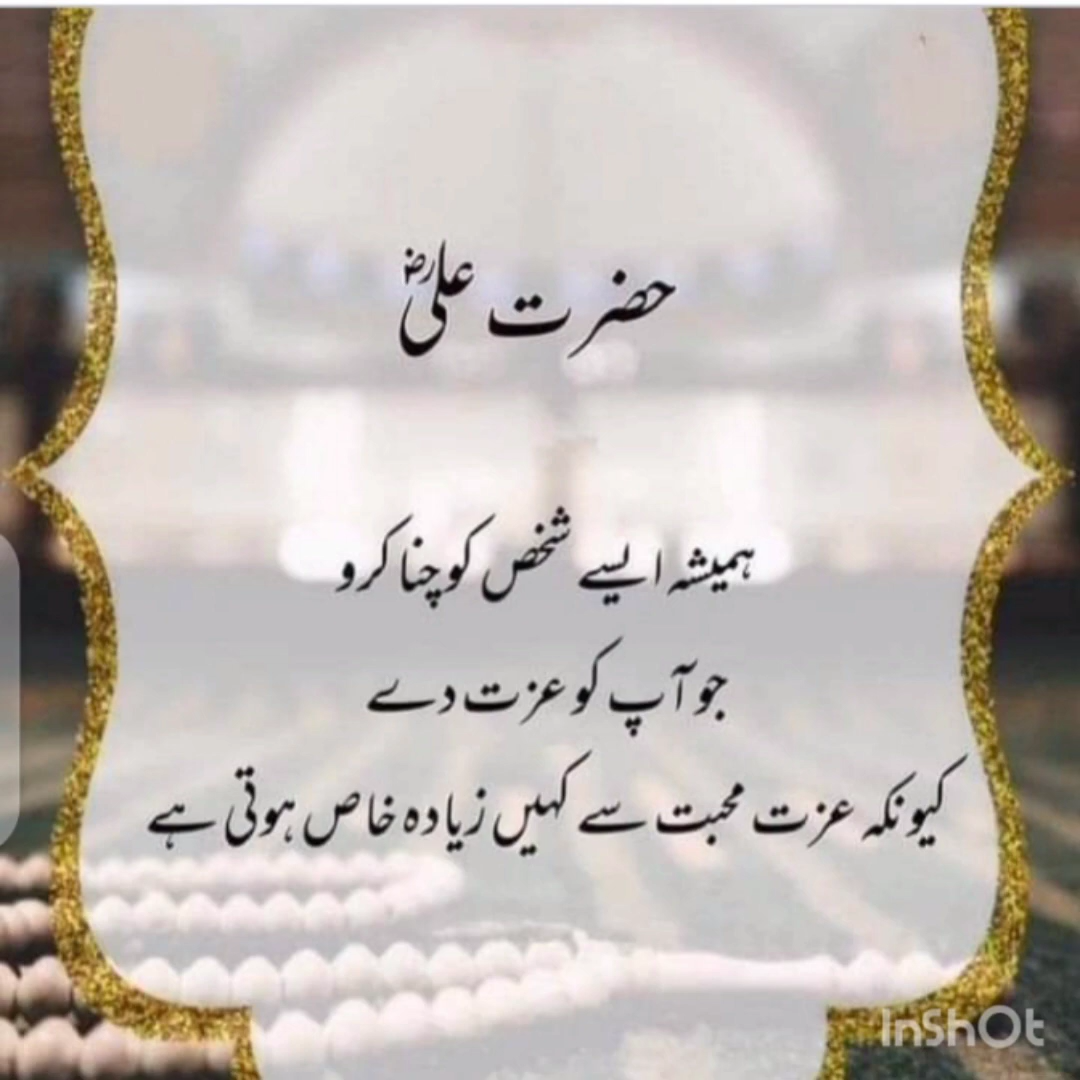 حضرت علیؓ
ہمیشہ ایسے شخص کو چنا کرو
جو آپ کو عزت دے
کیونکہ عزت محبت سے کہیں زیادہ خاص ہوتی ہے
InShOt